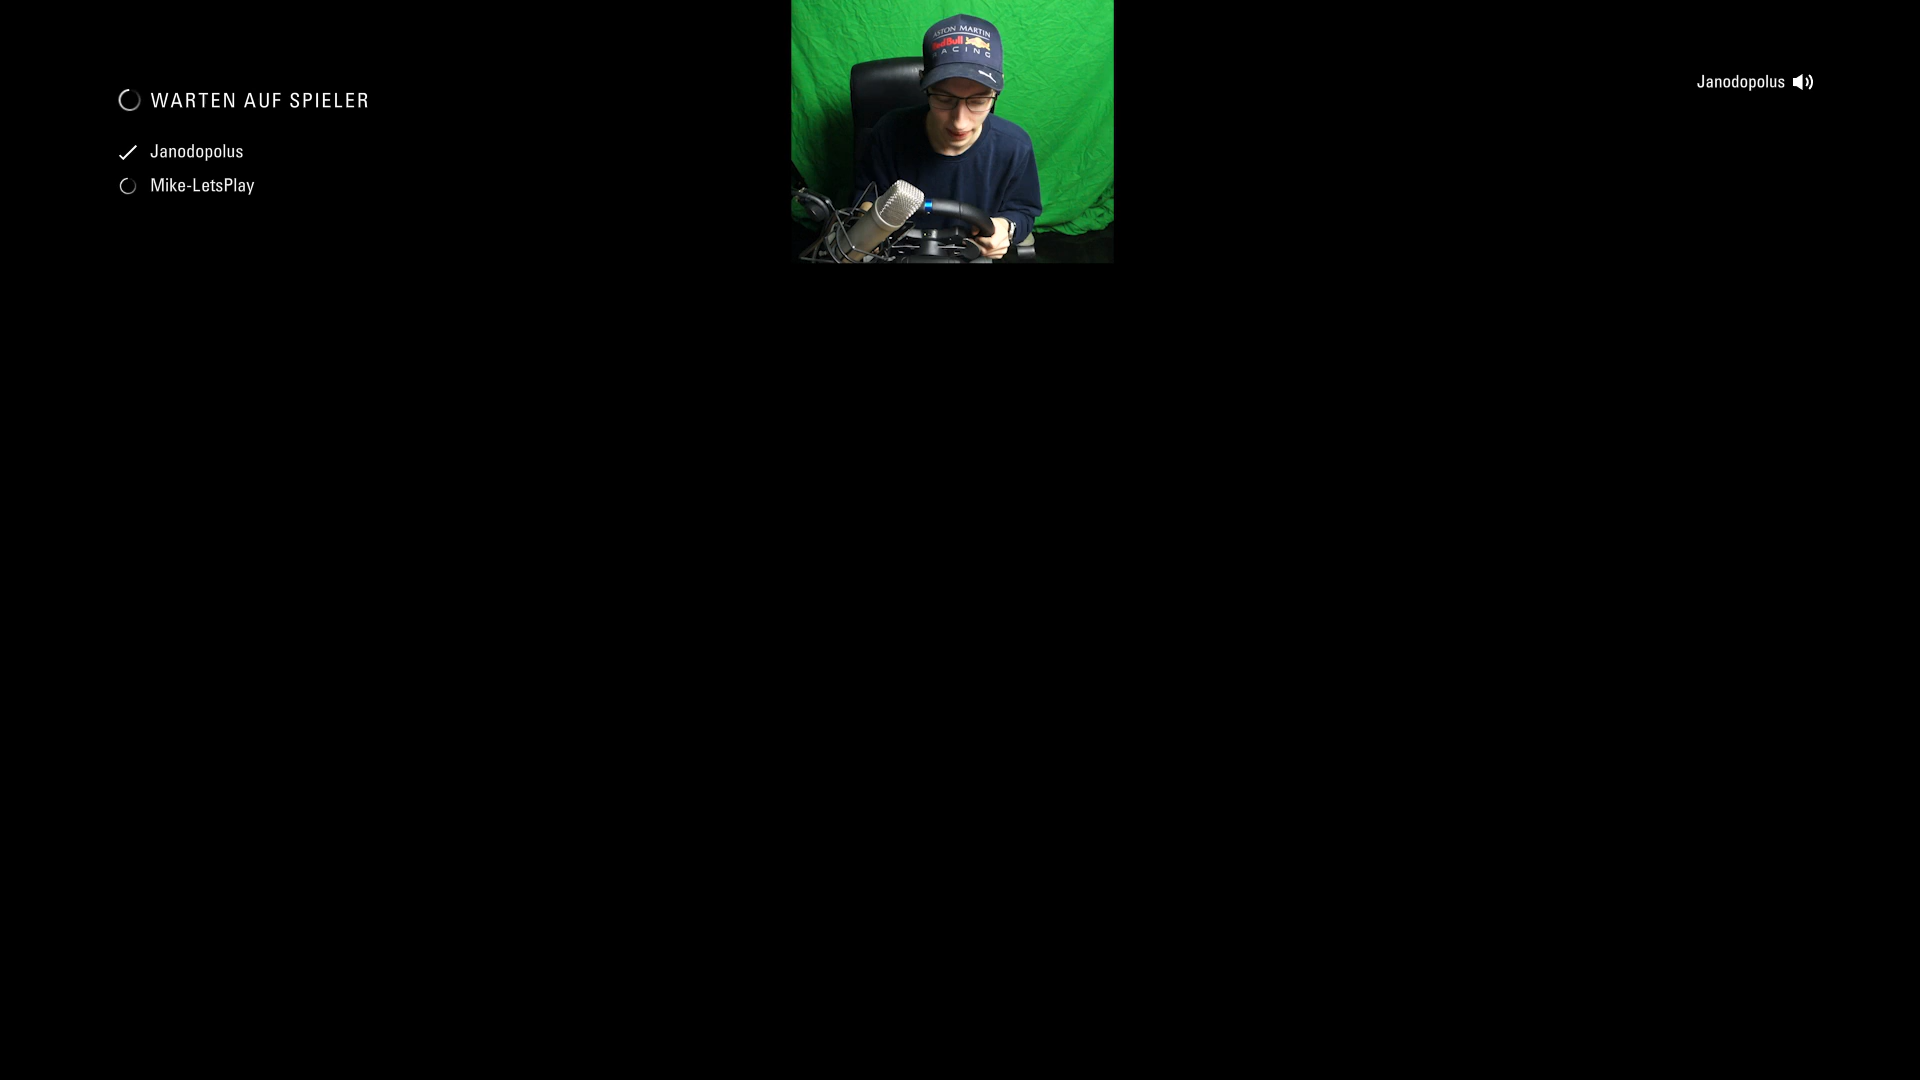 WARTEN AUF SPIELER
Janodopolus
Mike-LetsPlay
ASTON MARTIN
Red Bull
RACING
Janodopolus